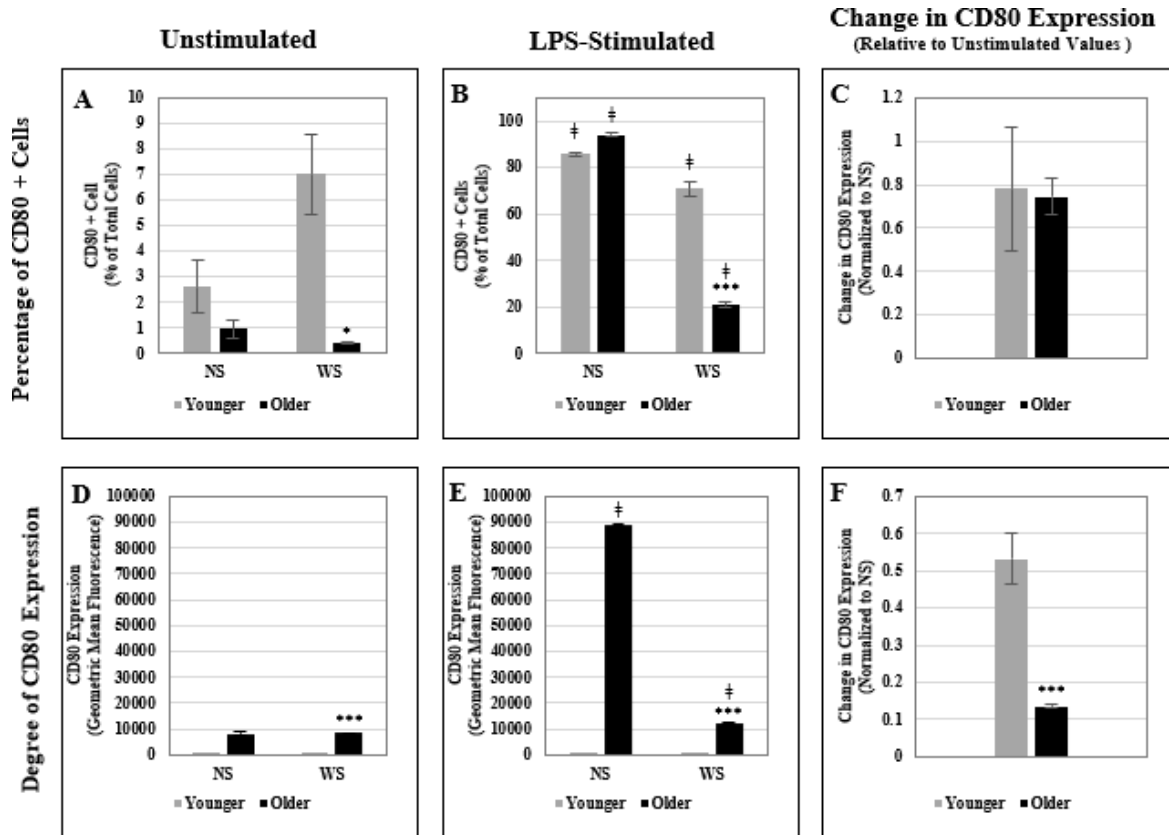 Unstimulated
LPS-Stimulated
Change in CD80 Expression
(Relative to Unstimulated Values )
Percentage of CD80 + Cells
A
CD80 + Cell
(% of Total Cells)
10
9
8
7
6
5
4
3
2
1
0
*
NS WS
Younger Older
B
CD80 + Cells
(% of Total Cells)
100
80
60
40
20
0
ǂ ǂ
ǂ
ǂ
***
NS WS
Younger Older
C
Change in CD80 Expression
(Normalized to NS)
1.2
1
0.8
0.6
0.4
0.2
0
Younger Older
Degree of CD80 Expression
D
CD80 Expression
(Geometric Mean Fluorescence)
100000
90000
80000
70000
60000
50000
40000
30000
20000
10000
0
***
NS WS
Younger Older
E
CD80 Expression
(Geometric Mean Fluorescence)
100000
90000
80000
70000
60000
50000
40000
30000
20000
10000
0
ǂ
ǂ
***
NS WS
Younger Older
F
Change in CD80 Expression
(Normalized to NS)
0.7
0.6
0.5
0.4
0.3
0.2
0.1
0
***
Younger Older